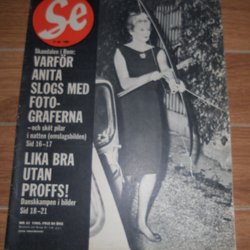 Se
Skandalen i Rom:
VARFÖR
ANITA
SLOGS MED
FOTO-
GRAFERNA
– och sköt pilar
i natten (omslagsbilden)
Sid 16–17
LIKA BRA
UTAN
PROFFS!
Danskkampen i bilder
Sid 18–21